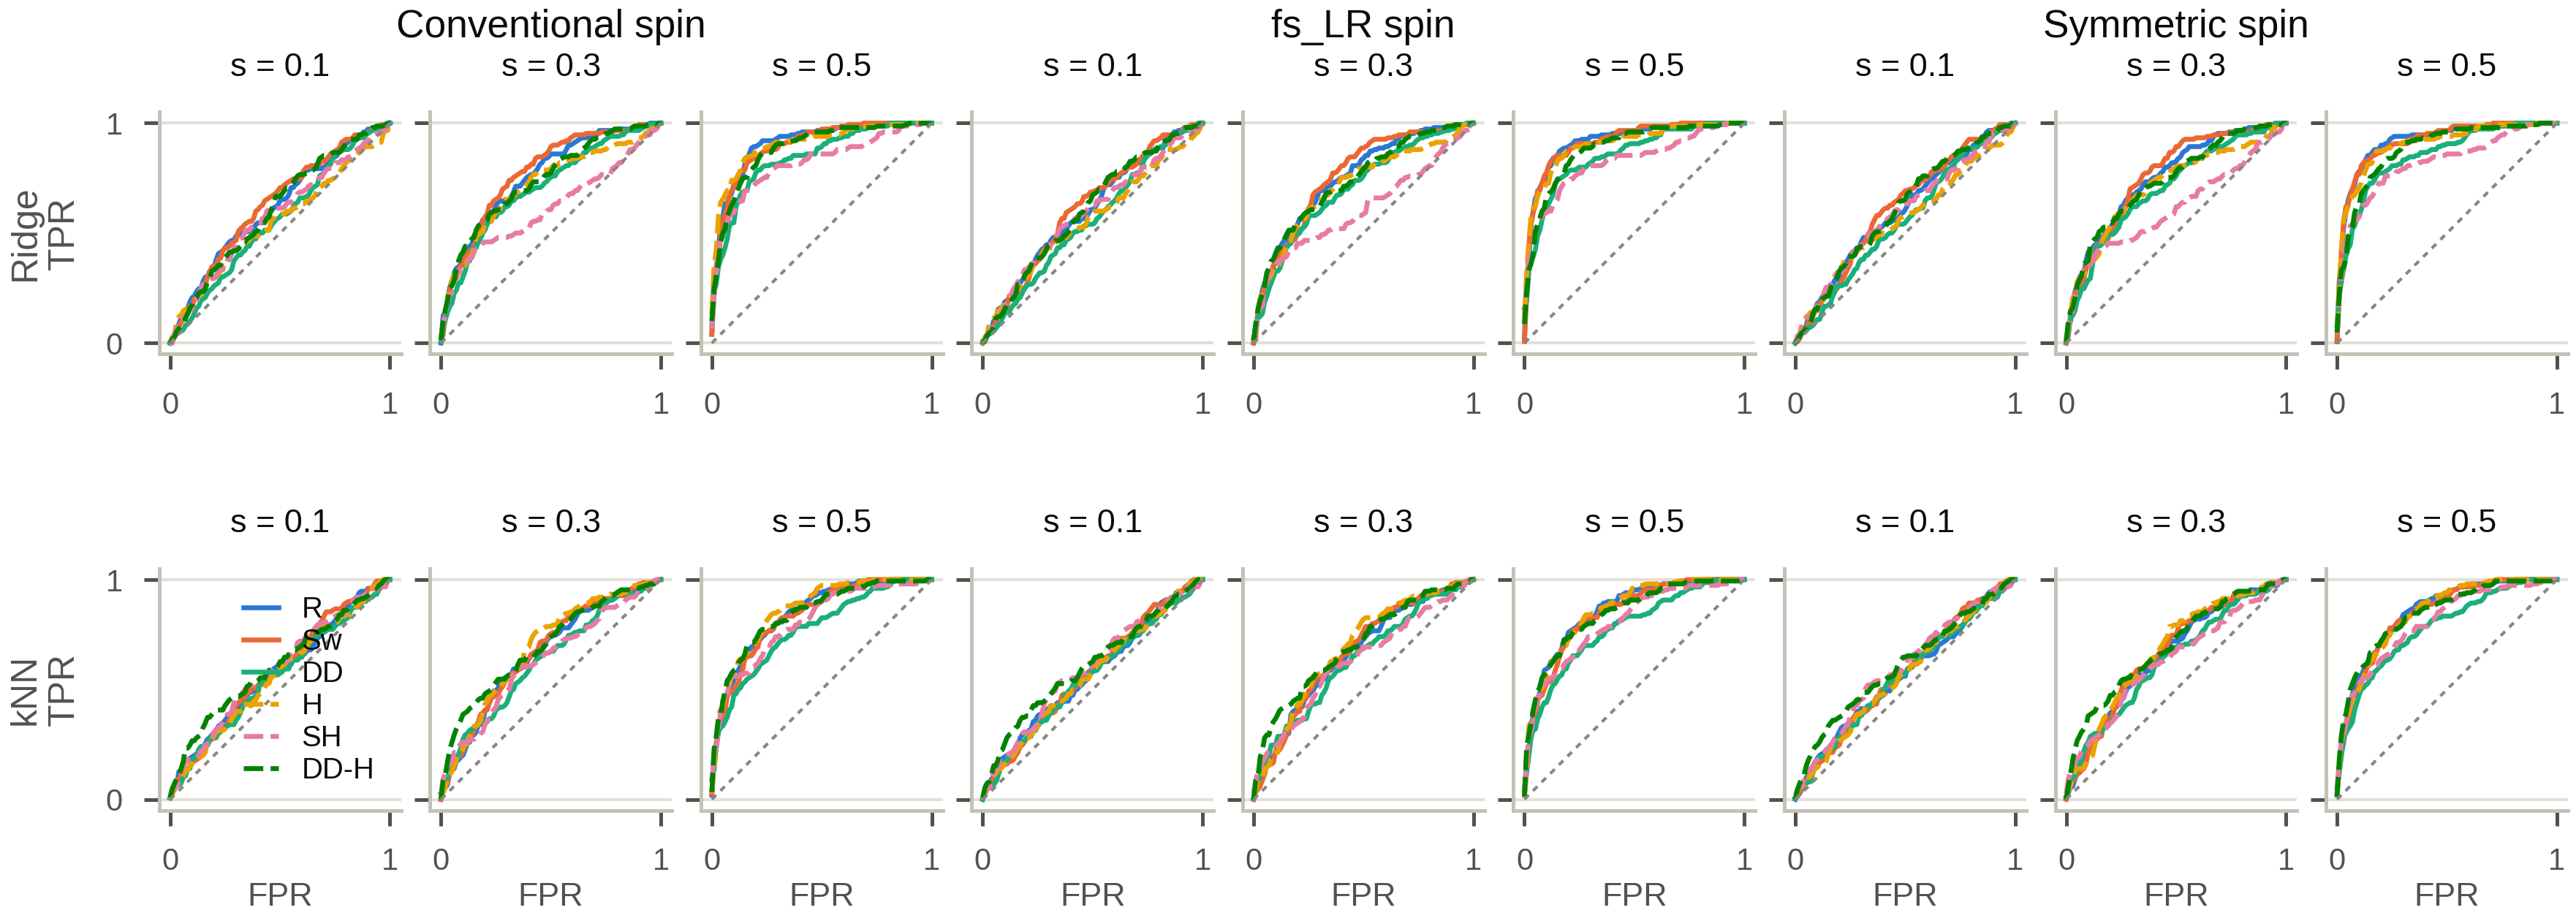 Conventional spin
fs_LR spin
Symmetric spin
s = 0.1
s = 0.3
s = 0.5
s = 0.1
s = 0.3
s = 0.5
s = 0.1
s = 0.3
s = 0.5
Ridge
TPR
1
0
0 1
0 1
0 1
0 1
0 1
0 1
0 1
0 1
0 1
s = 0.1
s = 0.3
s = 0.5
s = 0.1
s = 0.3
s = 0.5
s = 0.1
s = 0.3
s = 0.5
kNN
TPR
1
0
R
Sw
DD
H
SH
DD-H
0 1
0 1
0 1
0 1
0 1
0 1
0 1
0 1
0 1
FPR
FPR
FPR
FPR
FPR
FPR
FPR
FPR
FPR